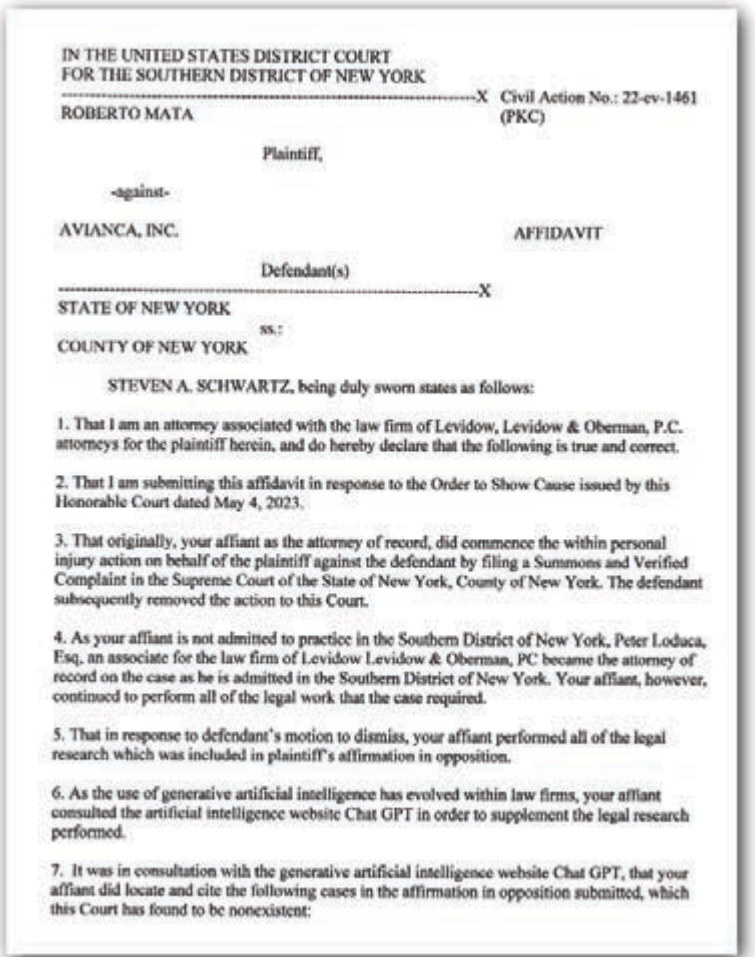 IN THE UNITED STATES DISTRICT COURT
FOR THE SOUTHERN DISTRICT OF NEW YORK
--------------------------------------------------------------------X Civil Action No.: 22-cv-1461
ROBERTO MATA (PKC)
Plaintiff,
-against-
AVIANCA, INC. AFFIDAVIT
Defendant(s)
--------------------------------------------------------------------X
STATE OF NEW YORK
ss.:
COUNTY OF NEW YORK
STEVEN A. SCHWARTZ, being duly sworn states as follows:
1. That I am an attorney associated with the law firm of Levidow, Levidow & Oberman, P.C.
attorneys for the plaintiff herein, and do hereby declare that the following is true and correct.
2. That I am submitting this affidavit in response to the Order to Show Cause issued by this
Honorable Court dated May 4, 2023.
3. That originally, your affiant as the attorney of record, did commence the within personal
injury action on behalf of the plaintiff against the defendant by filing a Summons and Verified
Complaint in the Supreme Court of the State of New York, County of New York. The defendant
subsequently removed the action to this Court.
4. As your affiant is not admitted to practice in the Southern District of New York, Peter Loduca,
Esq, an associate for the law firm of Levidow Levidow & Oberman, PC became the attorney of
record on the case as he is admitted in the Southern District of New York. Your affiant, however,
continued to perform all of the legal work that the case required.
5. That in response to defendant's motion to dismiss, your affiant performed all of the legal
research which was included in plaintiff's affirmation in opposition.
6. As the use of generative artificial intelligence has evolved within law firms, your affiant
consulted the artificial intelligence website Chat GPT in order to supplement the legal research
performed.
7. It was in consultation with the generative artificial intelligence website Chat GPT, that your
affiant did locate and cite the following cases in the affirmation in opposition submitted, which
this Court has found to be nonexistent: